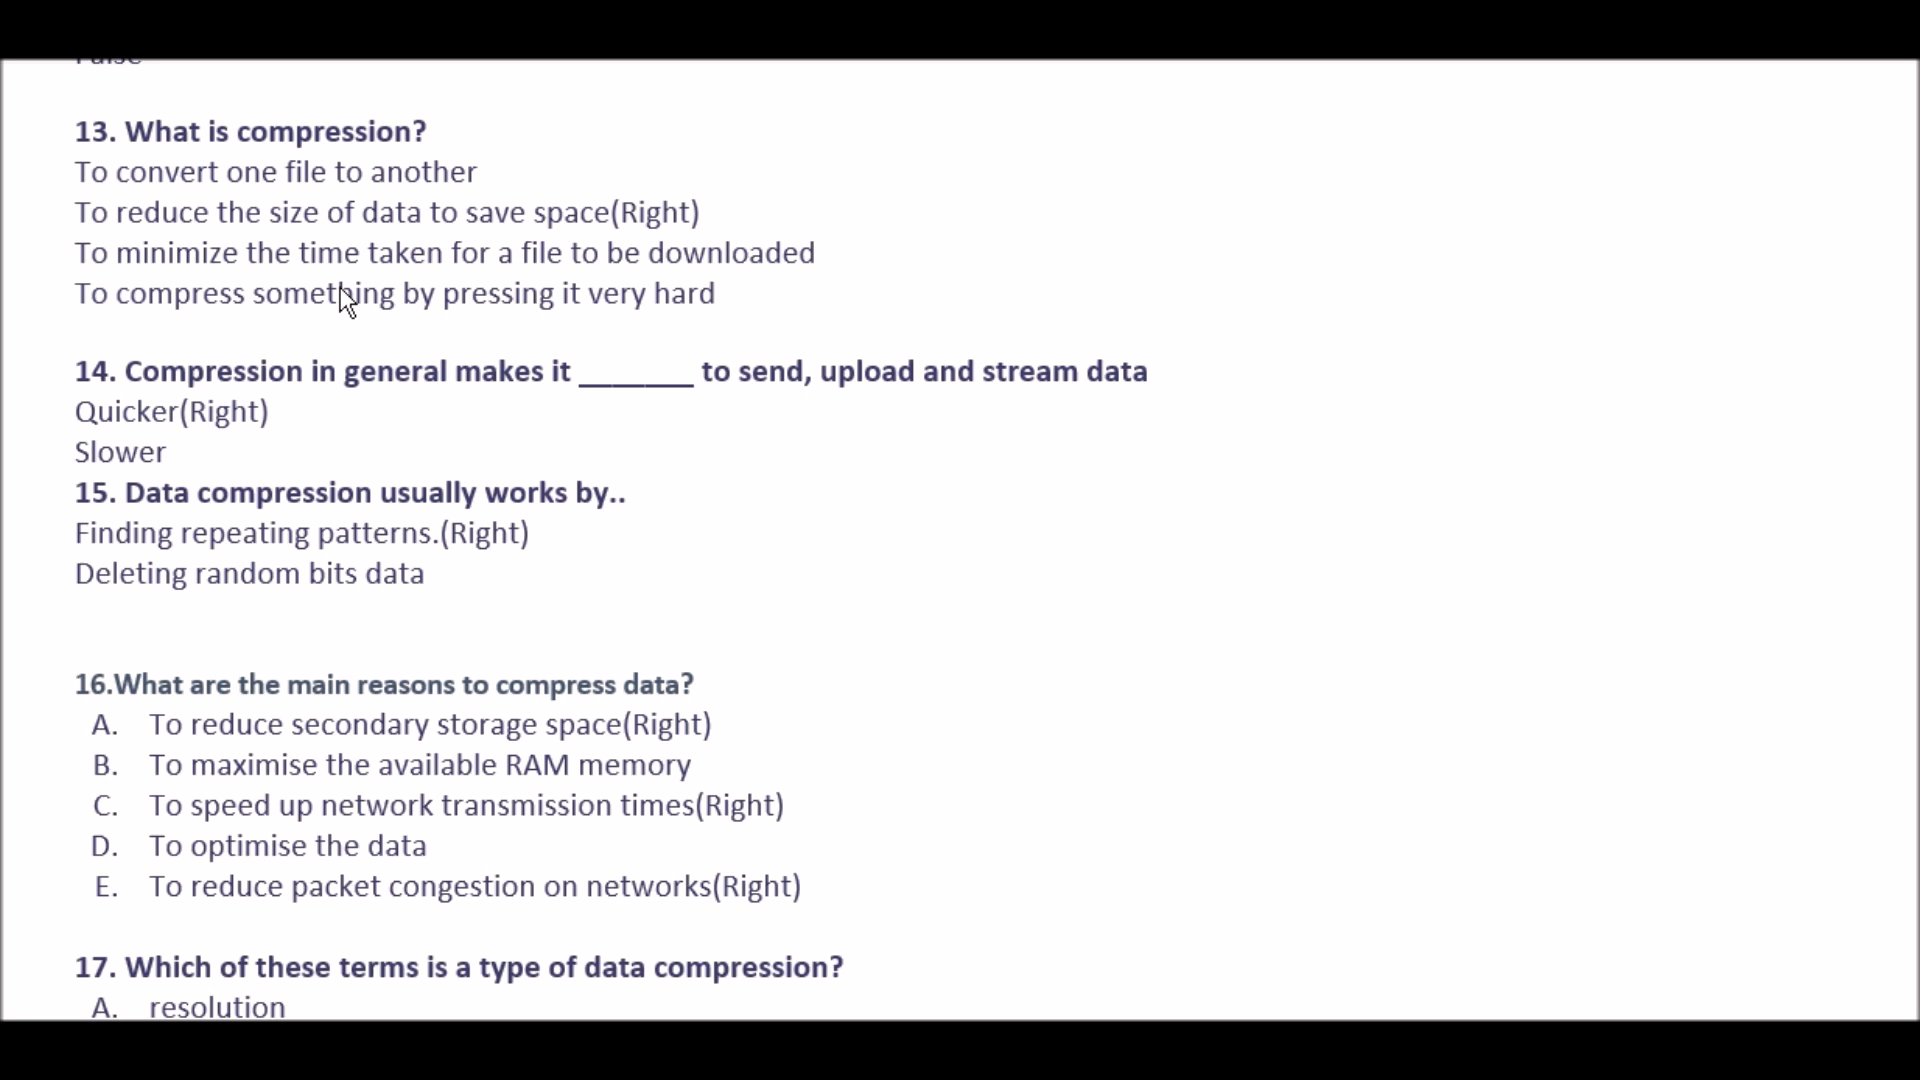 False
13. What is compression?
To convert one file to another
To reduce the size of data to save space(Right)
To minimize the time taken for a file to be downloaded
To compress something by pressing it very hard
14. Compression in general makes it _______ to send, upload and stream data
Quicker(Right)
Slower
15. Data compression usually works by..
Finding repeating patterns.(Right)
Deleting random bits data
16.What are the main reasons to compress data?
A. To reduce secondary storage space(Right)
B. To maximise the available RAM memory
C. To speed up network transmission times(Right)
D. To optimise the data
E. To reduce packet congestion on networks(Right)
17. Which of these terms is a type of data compression?
A. resolution